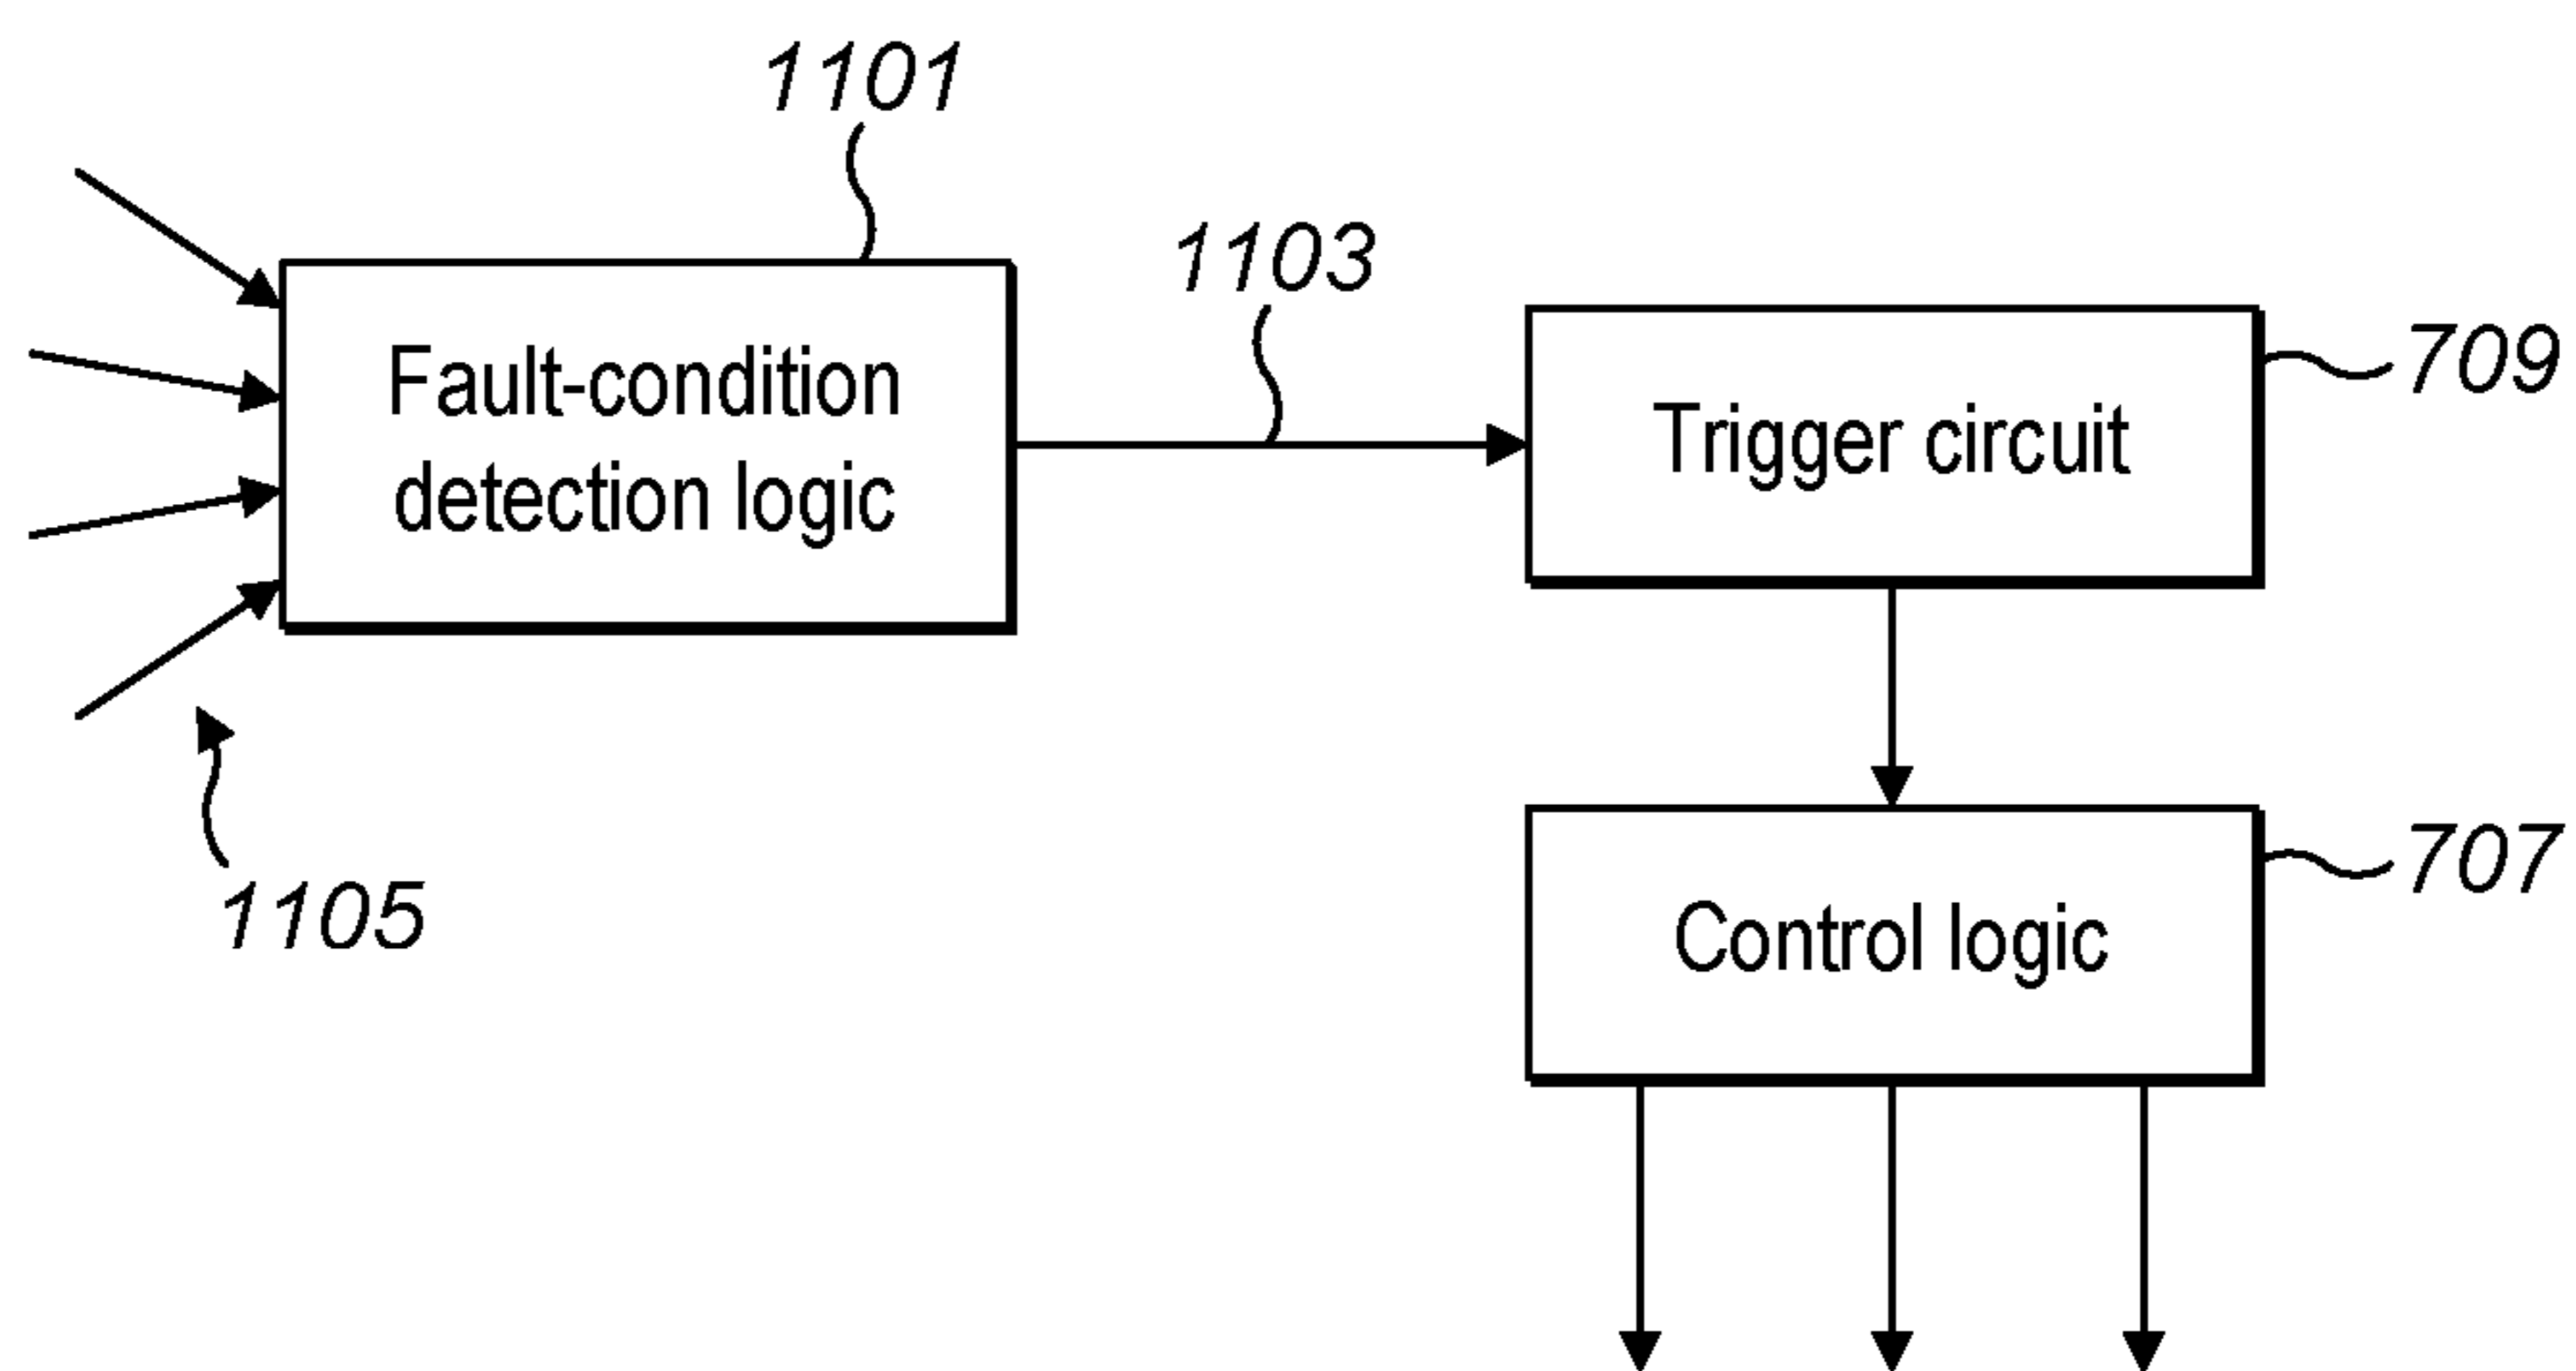 1101
1103
Fault-condition
detection logic
709
Trigger circuit
1105
707
Control logic